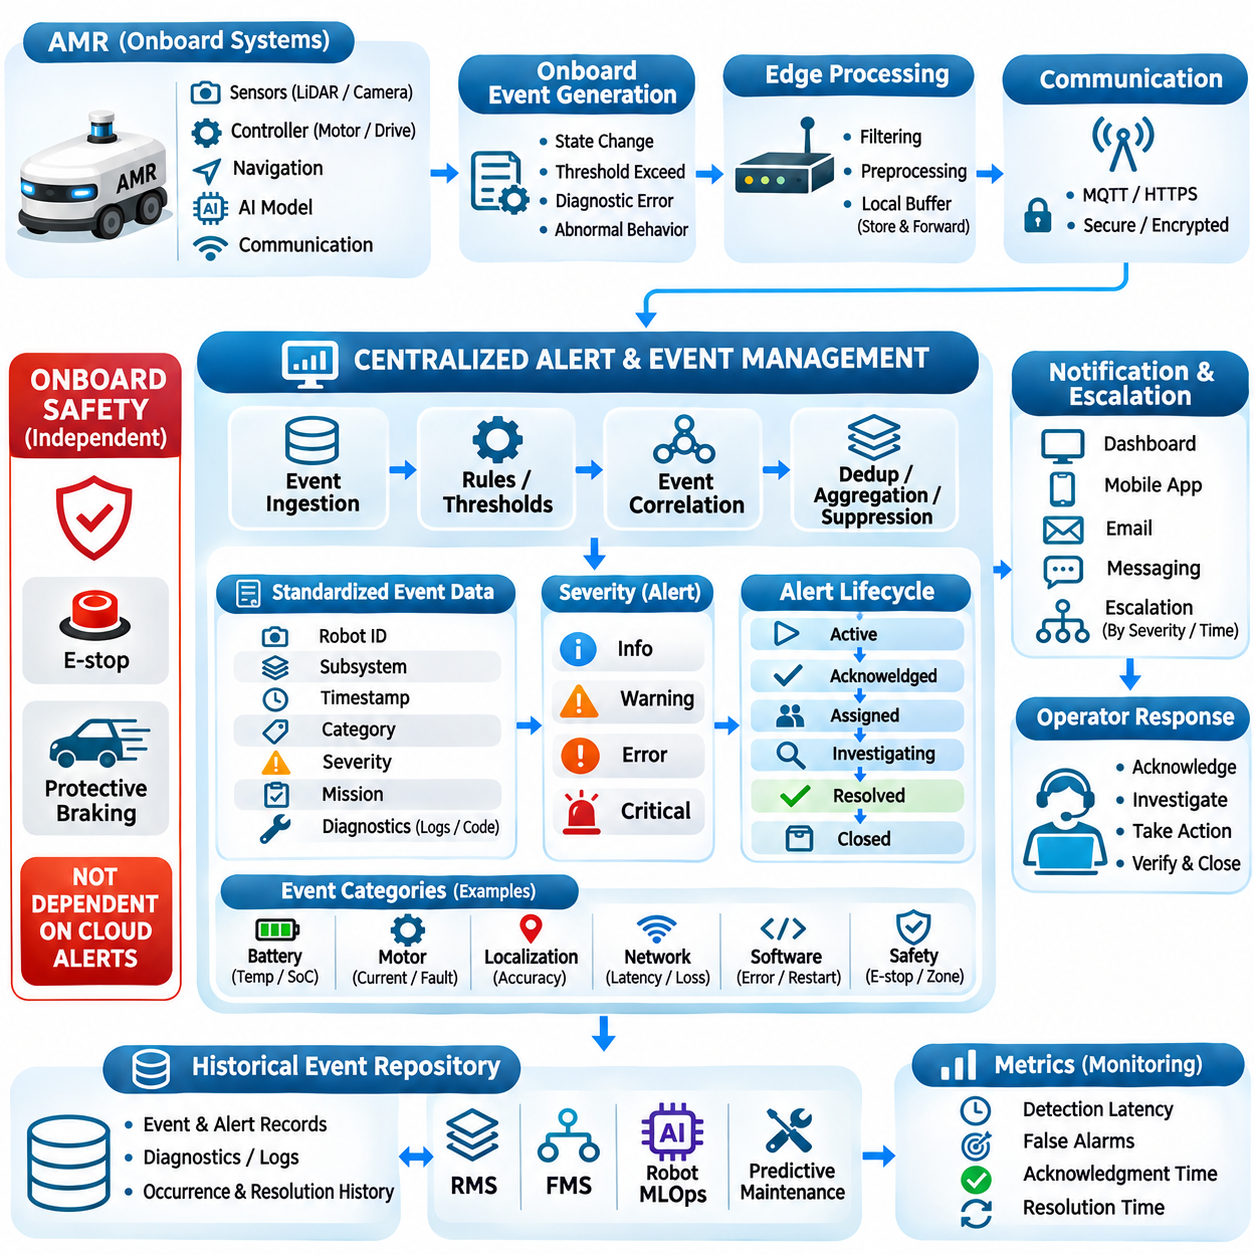 AMR (Onboard Systems)
Sensors (LiDAR / Camera)
Controller (Motor / Drive)
Navigation
AI
AI Model
Communication
AMR
Onboard
Event Generation
• State Change
• Threshold Exceed
• Diagnostic Error
• Abnormal Behavior
Edge Processing
• Filtering
• Preprocessing
• Local Buffer
(Store & Forward)
Communication
• MQTT / HTTPS
• Secure / Encrypted
ONBOARD
SAFETY
(Independent)
E-stop
Protective
Braking
NOT
DEPENDENT
ON CLOUD
ALERTS
CENTRALIZED ALERT & EVENT MANAGEMENT
Event
Ingestion
Rules /
Thresholds
Event
Correlation
Dedup /
Aggregation /
Suppression
Standardized Event Data
Robot ID
Subsystem
Timestamp
Category
Severity
Mission
Diagnostics (Logs / Code)
Severity (Alert)
Info
Warning
Error
Critical
Alert Lifecycle
Active
Acknoweldged
Assigned
Investigating
Resolved
Closed
Event Categories (Examples)
Battery
(Temp / SoC)
Motor
(Current / Fault)
Localization
(Accuracy)
Network
(Latency / Loss)
Software
(Error / Restart)
Safety
(E-stop / Zone)
Notification &
Escalation
Dashboard
Mobile App
Email
Messaging
Escalation
(By Severity / Time)
Operator Response
• Acknowledge
• Investigate
• Take Action
• Verify & Close
Historical Event Repository
• Event & Alert Records
• Diagnostics / Logs
• Occurrence & Resolution History
RMS
FMS
AI
Robot
MLOps
Predictive
Maintenance
Metrics (Monitoring)
Detection Latency
False Alarms
Acknowledgment Time
Resolution Time